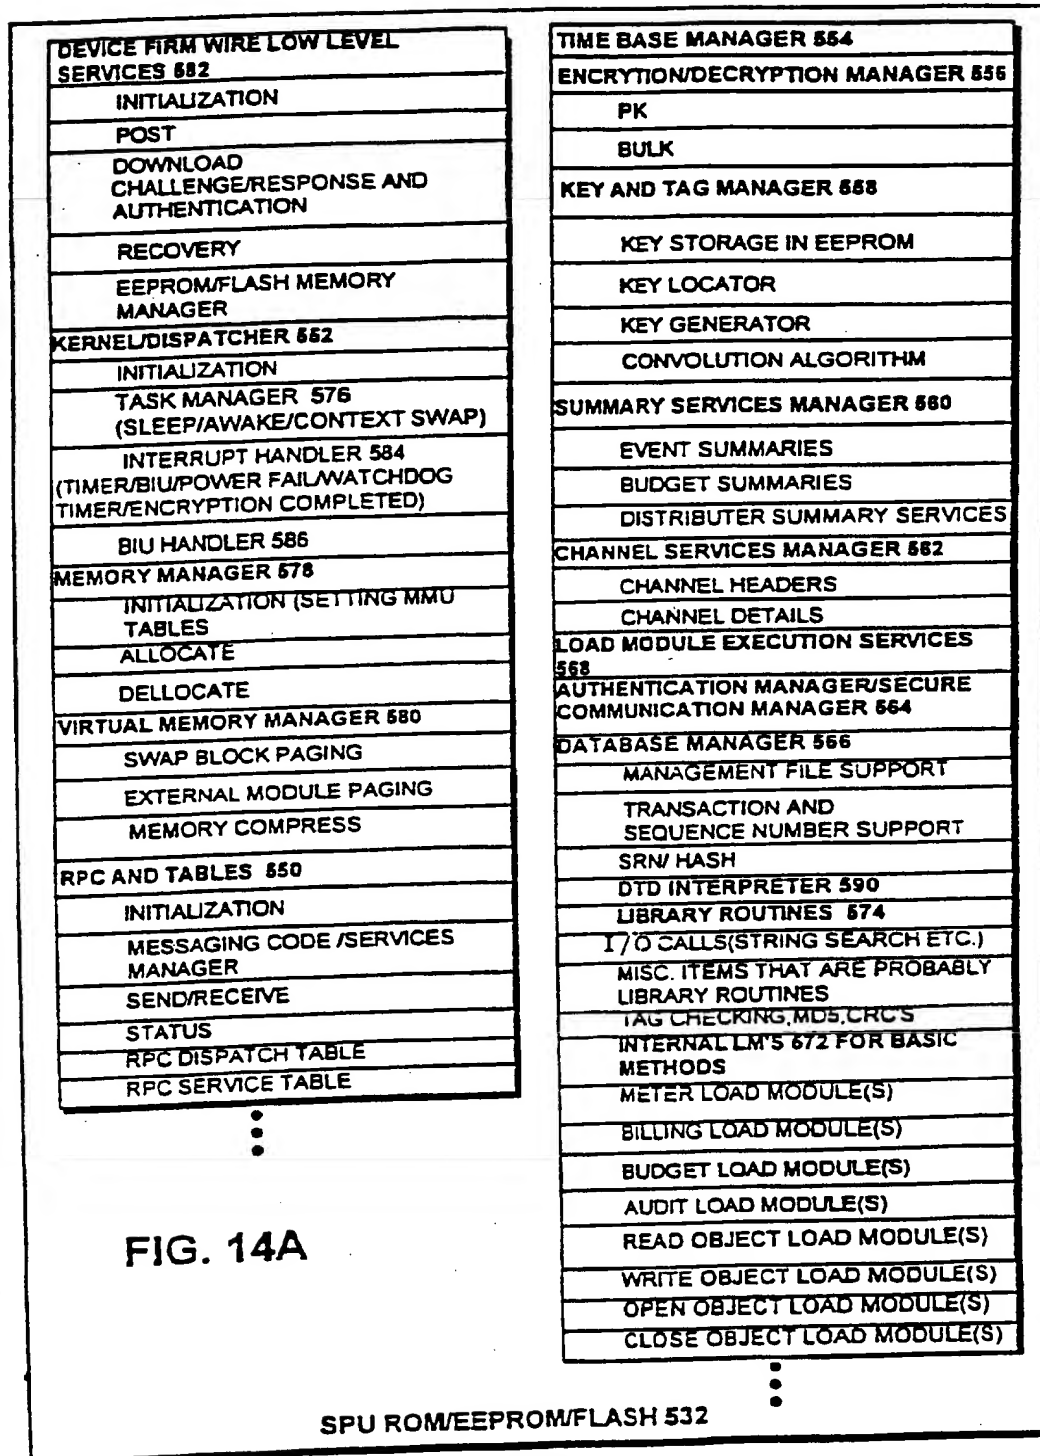 DEVICE FIRM WIRE LOW LEVEL
SERVICES 582
INITIALIZATION
POST
DOWNLOAD
CHALLENGE/RESPONSE AND
AUTHENTICATION
RECOVERY
EEPROM/FLASH MEMORY
MANAGER
KERNEL/DISPATCHER 552
INITIALIZATION
TASK MANAGER 576
(SLEEP/AWAKE/CONTEXT SWAP)
INTERRUPT HANDLER 584
(TIMER/BIU/POWER FAIL/WATCHDOG
TIMER/ENCRYPTION COMPLETED)
BIU HANDLER 586
MEMORY MANAGER 578
INITIALIZATION (SETTING MMU
TABLES
ALLOCATE
DELLOCATE
VIRTUAL MEMORY MANAGER 580
SWAP BLOCK PAGING
EXTERNAL MODULE PAGING
MEMORY COMPRESS
RPC AND TABLES 550
INITIALIZATION
MESSAGING CODE /SERVICES
MANAGER
SEND/RECEIVE
STATUS
RPC DISPATCH TABLE
RPC SERVICE TABLE
TIME BASE MANAGER 554
ENCRYTION/DECRYPTION MANAGER 556
PK
BULK
KEY AND TAG MANAGER 558
KEY STORAGE IN EEPROM
KEY LOCATOR
KEY GENERATOR
CONVOLUTION ALGORITHM
SUMMARY SERVICES MANAGER 560
EVENT SUMMARIES
BUDGET SUMMARIES
DISTRIBUTER SUMMARY SERVICES
CHANNEL SERVICES MANAGER 562
CHANNEL HEADERS
CHANNEL DETAILS
LOAD MODULE EXECUTION SERVICES
568
AUTHENTICATION MANAGER/SECURE
COMMUNICATION MANAGER 564
DATABASE MANAGER 566
MANAGEMENT FILE SUPPORT
TRANSACTION AND
SEQUENCE NUMBER SUPPORT
SRN/ HASH
DTD INTERPRETER 590
LIBRARY ROUTINES 574
I/O CALLS(STRING SEARCH ETC.)
MISC. ITEMS THAT ARE PROBABLY
LIBRARY ROUTINES
TAG CHECKING,MD5,CRC'S
INTERNAL LM'S 572 FOR BASIC
METHODS
METER LOAD MODULE(S)
BILLING LOAD MODULE(S)
BUDGET LOAD MODULE(S)
AUDIT LOAD MODULE(S)
READ OBJECT LOAD MODULE(S)
WRITE OBJECT LOAD MODULE(S)
OPEN OBJECT LOAD MODULE(S)
CLOSE OBJECT LOAD MODULE(S)
FIG. 14A
SPU ROM/EEPROM/FLASH 532